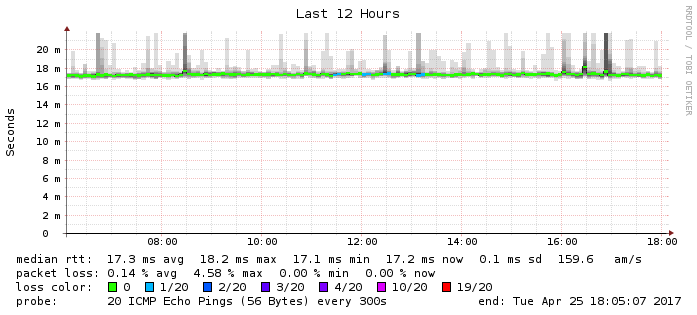 Last 12 Hours
RRDTOOL / TOBI OETIKER
Seconds
20 m
18 m
16 m
14 m
12 m
10 m
8 m
6 m
4 m
2 m
0
08:00 10:00 12:00 14:00 16:00 18:00
median rtt: 17.3 ms avg 18.2 ms max 17.1 ms min 17.2 ms now 0.1 ms sd 159.6 am/s
packet loss: 0.14 % avg 4.58 % max 0.00 % min 0.00 % now
loss color: 0 1/20 2/20 3/20 4/20 10/20 19/20
probe: 20 ICMP Echo Pings (56 Bytes) every 300s end: Tue Apr 25 18:05:07 2017